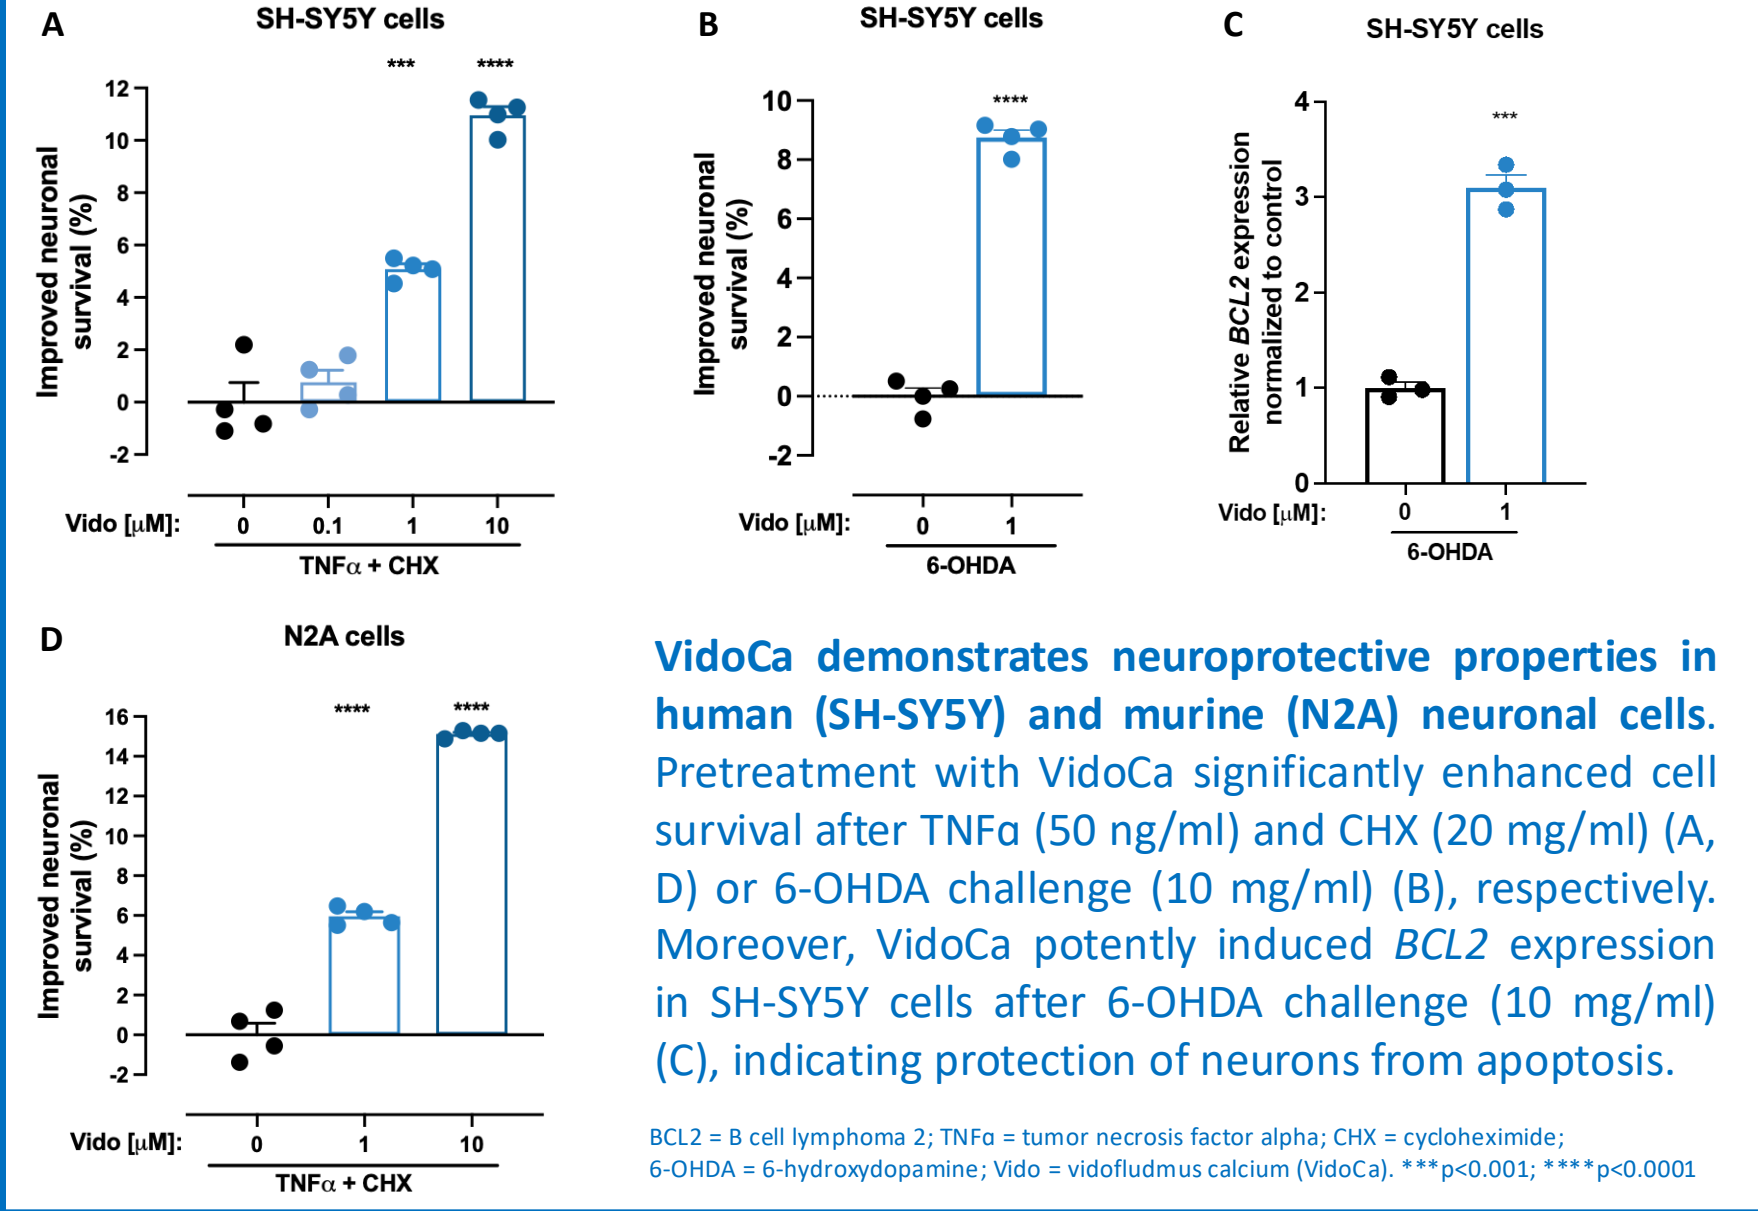 A
SH-SY5Y cells
*** ****
Improved neuronal
survival (%)
12
10
8
6
4
2
0
-2
Vido [μM]: 0 0.1 1 10
TNFα + CHX
B
SH-SY5Y cells
****
Improved neuronal
survival (%)
10
8
6
4
2
0
-2
Vido [μM]: 0 1
6-OHDA
C
SH-SY5Y cells
***
Relative BCL2 expression
normalized to control
4
3
2
1
0
Vido [μM]: 0 1
6-OHDA
D
N2A cells
**** ****
Improved neuronal
survival (%)
16
14
12
10
8
6
4
2
0
-2
Vido [μM]: 0 1 10
TNFα + CHX
VidoCa demonstrates neuroprotective properties in
human (SH-SY5Y) and murine (N2A) neuronal cells.
Pretreatment with VidoCa significantly enhanced cell
survival after TNFα (50 ng/ml) and CHX (20 mg/ml) (A,
D) or 6-OHDA challenge (10 mg/ml) (B), respectively.
Moreover, VidoCa potently induced BCL2 expression
in SH-SY5Y cells after 6-OHDA challenge (10 mg/ml)
(C), indicating protection of neurons from apoptosis.
BCL2 = B cell lymphoma 2; TNFα = tumor necrosis factor alpha; CHX = cycloheximide;
6-OHDA = 6-hydroxydopamine; Vido = vidofludmus calcium (VidoCa). ***p<0.001; ****p<0.0001